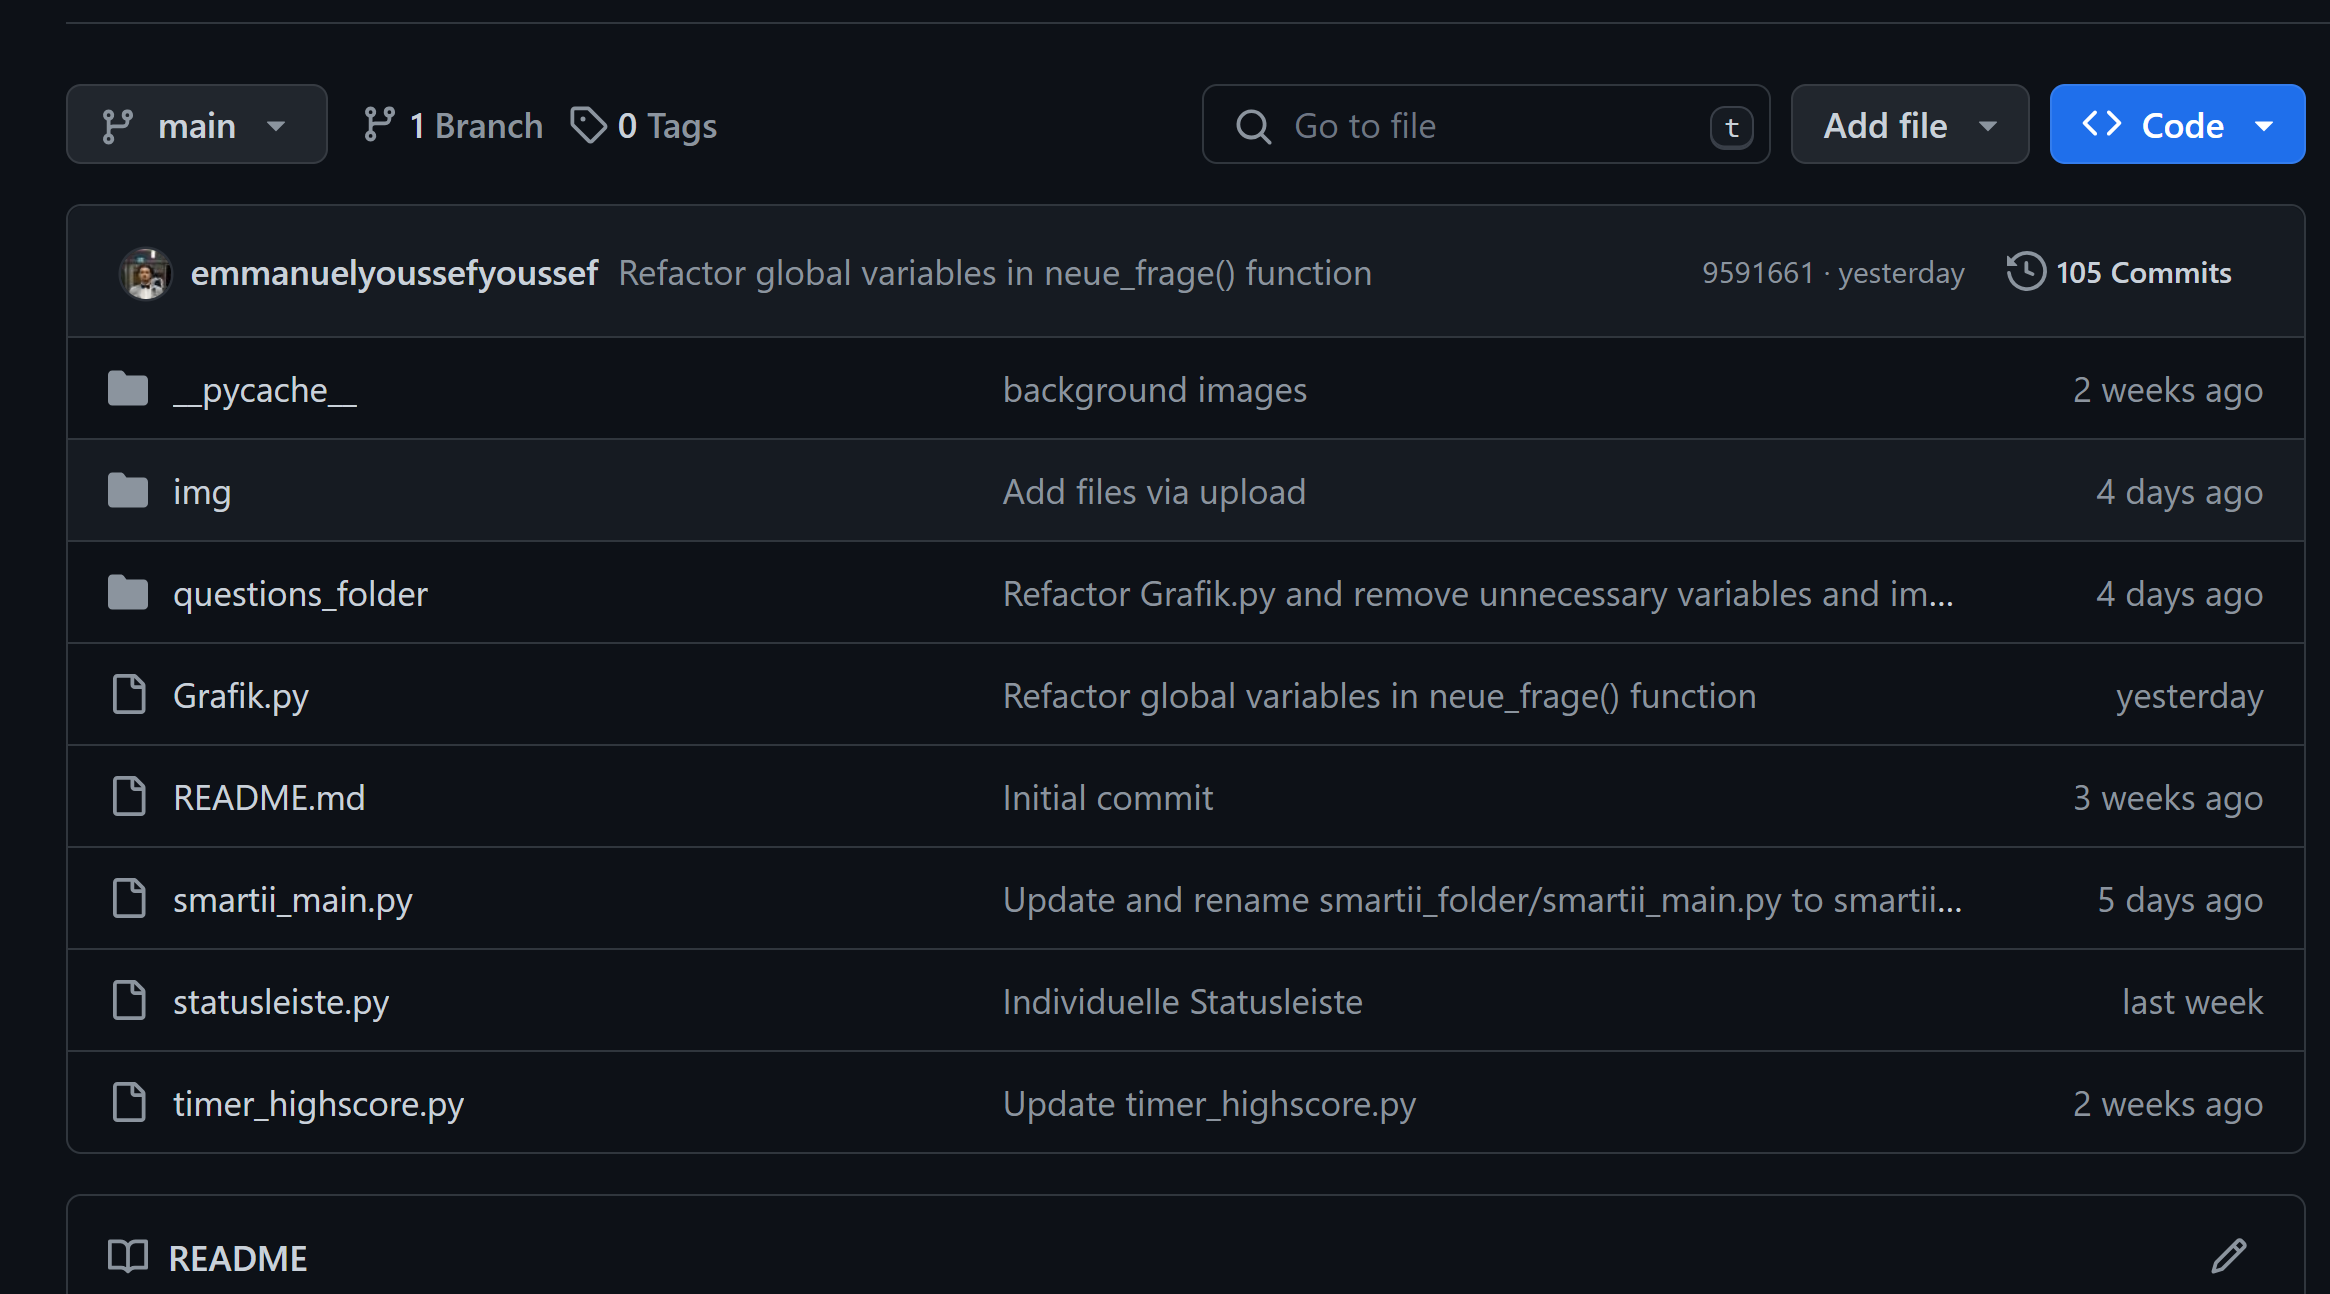 main 1 Branch 0 Tags Go to file t Add file Code
emmanuelyoussefyoussef Refactor global variables in neue_frage() function 9591661 · yesterday 105 Commits
__pycache__ background images 2 weeks ago
img Add files via upload 4 days ago
questions_folder Refactor Grafik.py and remove unnecessary variables and im... 4 days ago
Grafik.py Refactor global variables in neue_frage() function yesterday
README.md Initial commit 3 weeks ago
smartii_main.py Update and rename smartii_folder/smartii_main.py to smartii... 5 days ago
statusleiste.py Individuelle Statusleiste last week
timer_highscore.py Update timer_highscore.py 2 weeks ago
README